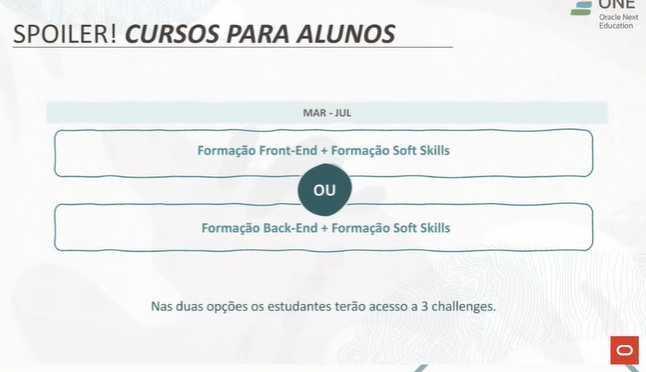 ONE
Oracle Next
Education
SPOILER! CURSOS PARA ALUNOS
MAR - JUL
Formação Front-End + Formação Soft Skills
OU
Formação Back-End + Formação Soft Skills
Nas duas opções os estudantes terão acesso a 3 challenges.